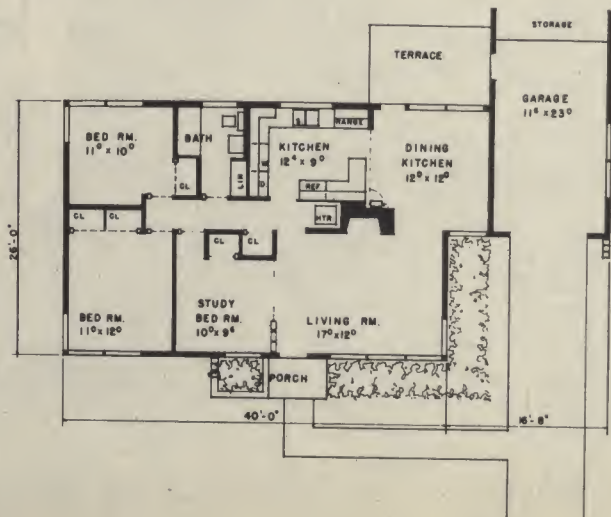 STORAGE
TERRACE
GARAGE
11⁶ x 23⁰
BED RM.
11⁰ x 10⁰
BATH
S
RANGE
KITCHEN
12⁶ x 9⁰
DINING
KITCHEN
12⁰ x 12⁰
LIN
D
W
CL
REF
HTR
CL
CL
CL
CL
26'-0"
BED RM.
11⁰ x 12⁰
STUDY
BED RM.
10⁰ x 9⁶
LIVING RM.
17⁰ x 12⁰
PORCH
40'-0"
16'-8"